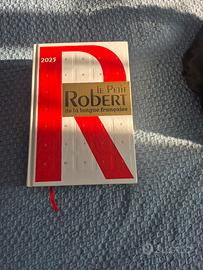 2025
LE PETIT
ROBERT
de la langue française